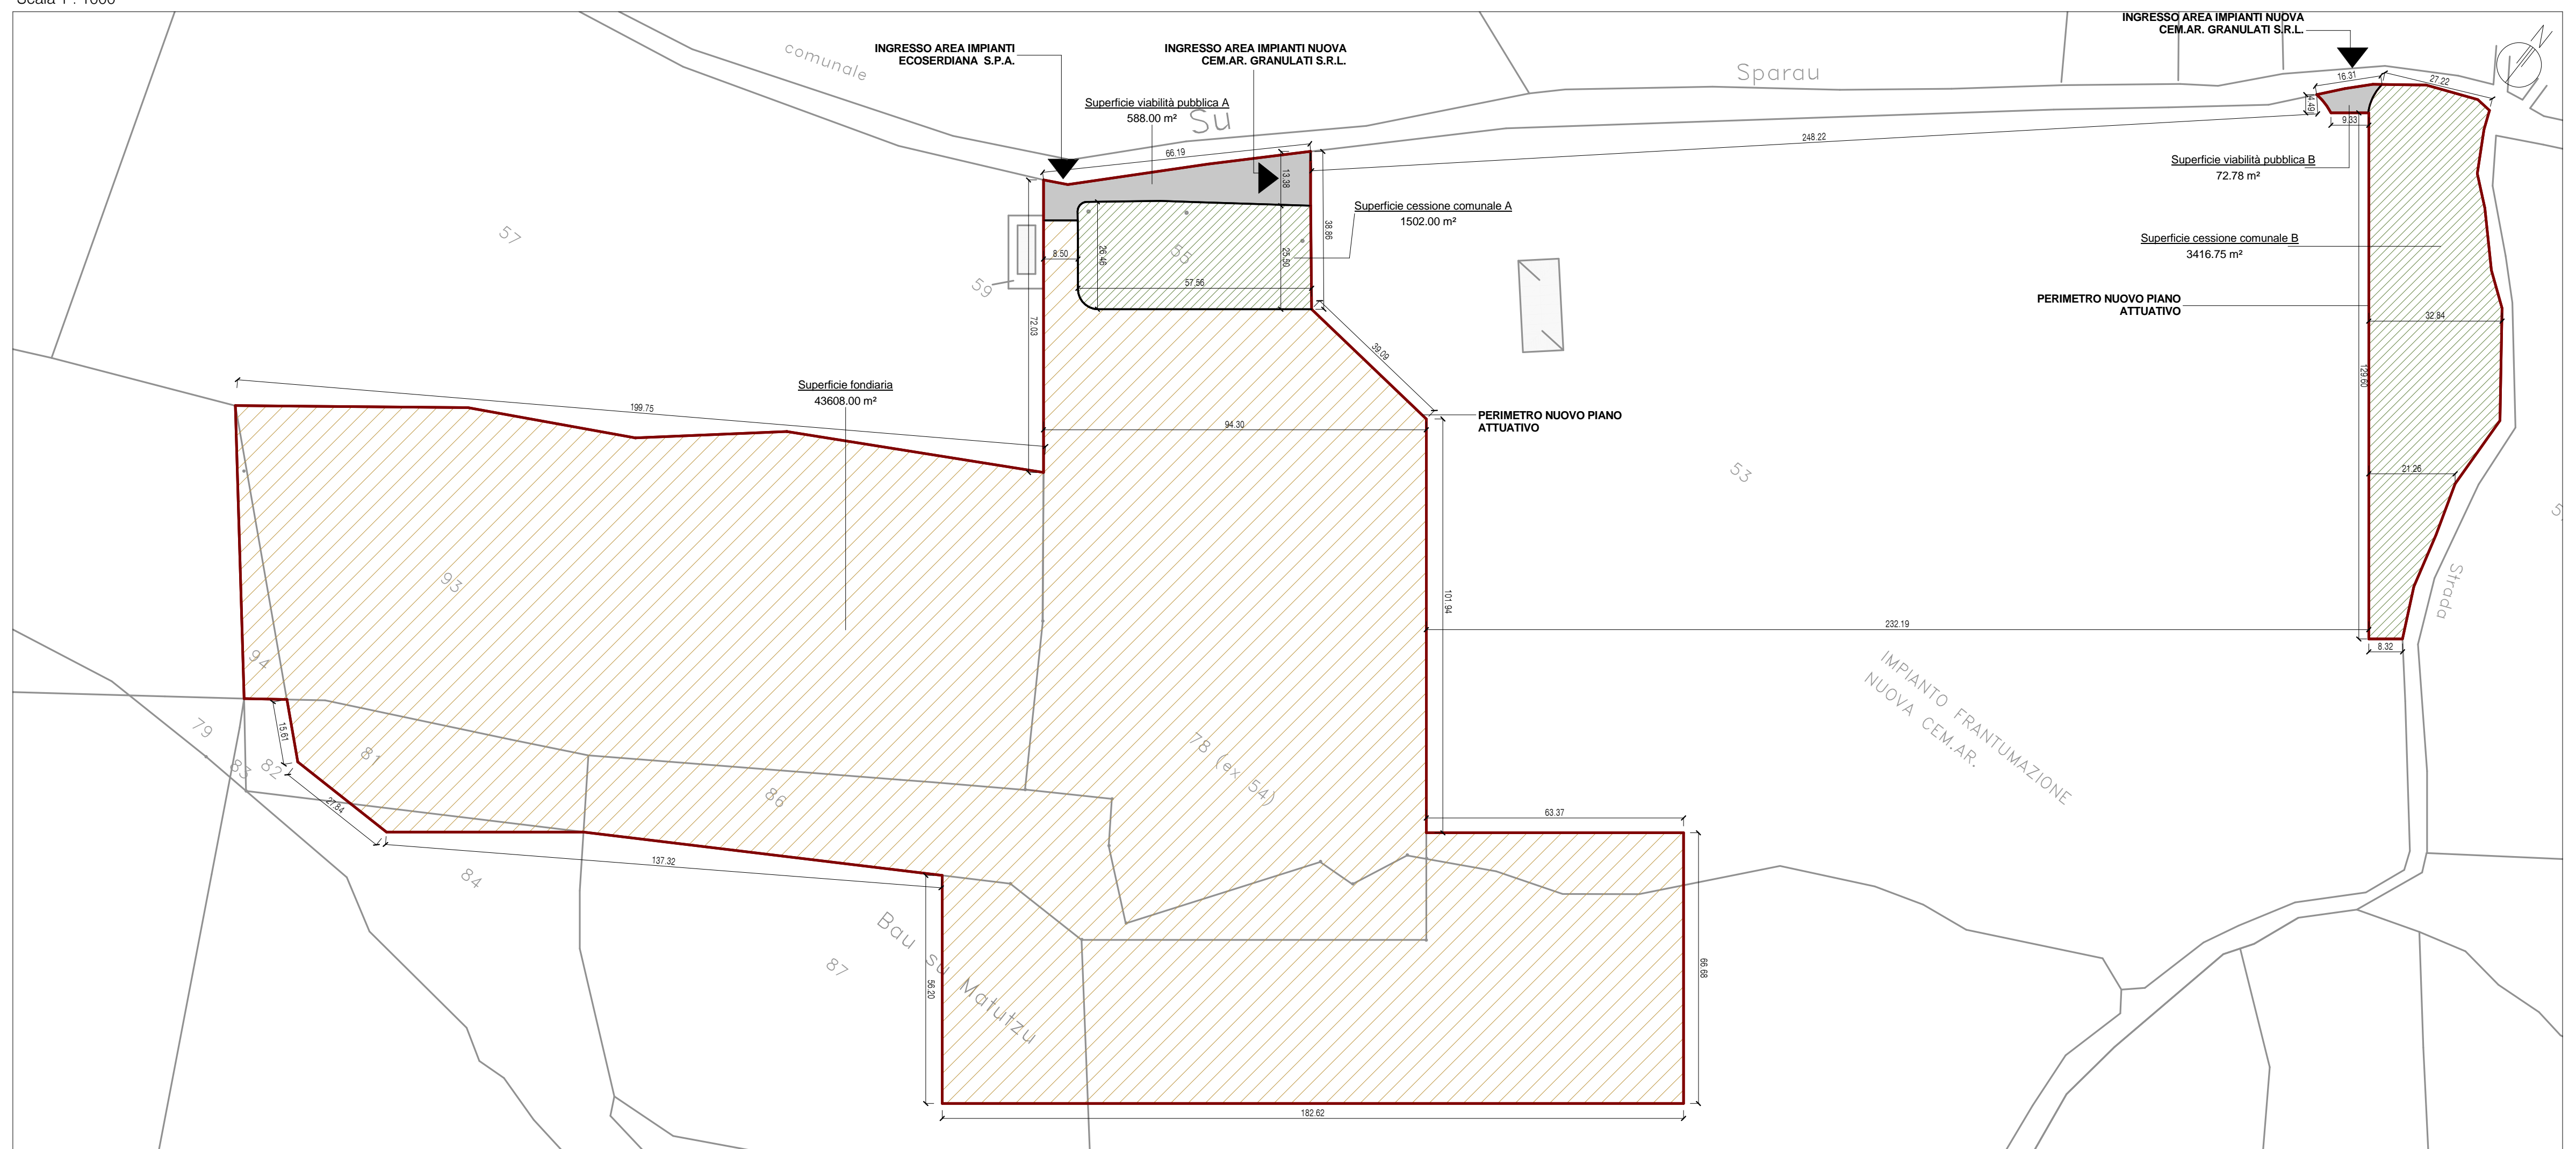 Scala 1 : 1000
INGRESSO AREA IMPIANTI
ECOSERDIANA S.P.A.
INGRESSO AREA IMPIANTI NUOVA
CEM.AR. GRANULATI S.R.L.
INGRESSO AREA IMPIANTI NUOVA
CEM.AR. GRANULATI S.R.L.
N
comunale
Su
Sparau
Superficie viabilità pubblica A
588.00 m²
66.19
13.38
38.86
248.22
16.31
27.22
4.49
9.33
Superficie viabilità pubblica B
72.78 m²
Superficie cessione comunale A
1502.00 m²
Superficie cessione comunale B
3416.75 m²
57
59
55
8.50
26.46
25.50
57.56
72.03
39.09
PERIMETRO NUOVO PIANO
ATTUATIVO
32.84
129.60
Superficie fondiaria
43608.00 m²
199.75
94.30
PERIMETRO NUOVO PIANO
ATTUATIVO
53
21.26
93
101.94
232.19
8.32
Strada
94
79
83
82
81
15.61
27.84
86
78 (ex 54)
IMPIANTO FRANTUMAZIONE
NUOVA CEM.AR.
63.37
137.32
84
87
Bau su Matutzu
56.20
66.68
182.62